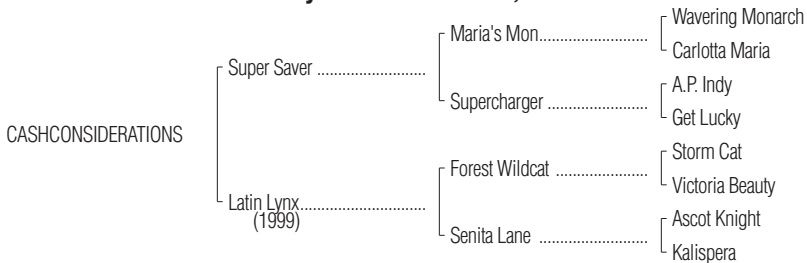 Wavering Monarch
Maria's Mon
Carlotta Maria
Super Saver
A.P. Indy
Supercharger
Get Lucky
CASHCONSIDERATIONS
Storm Cat
Forest Wildcat
Victoria Beauty
Latin Lynx
(1999)
Ascot Knight
Senita Lane
Kalispera